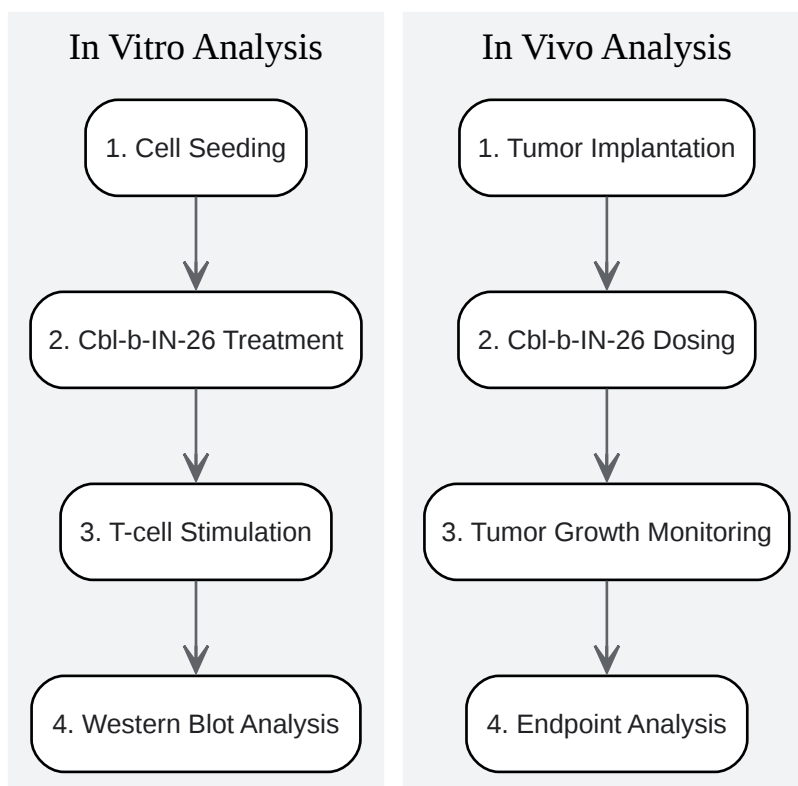 In Vitro Analysis
1. Cell Seeding
2. Cbl-b-IN-26 Treatment
3. T-cell Stimulation
4. Western Blot Analysis
In Vivo Analysis
1. Tumor Implantation
2. Cbl-b-IN-26 Dosing
3. Tumor Growth Monitoring
4. Endpoint Analysis